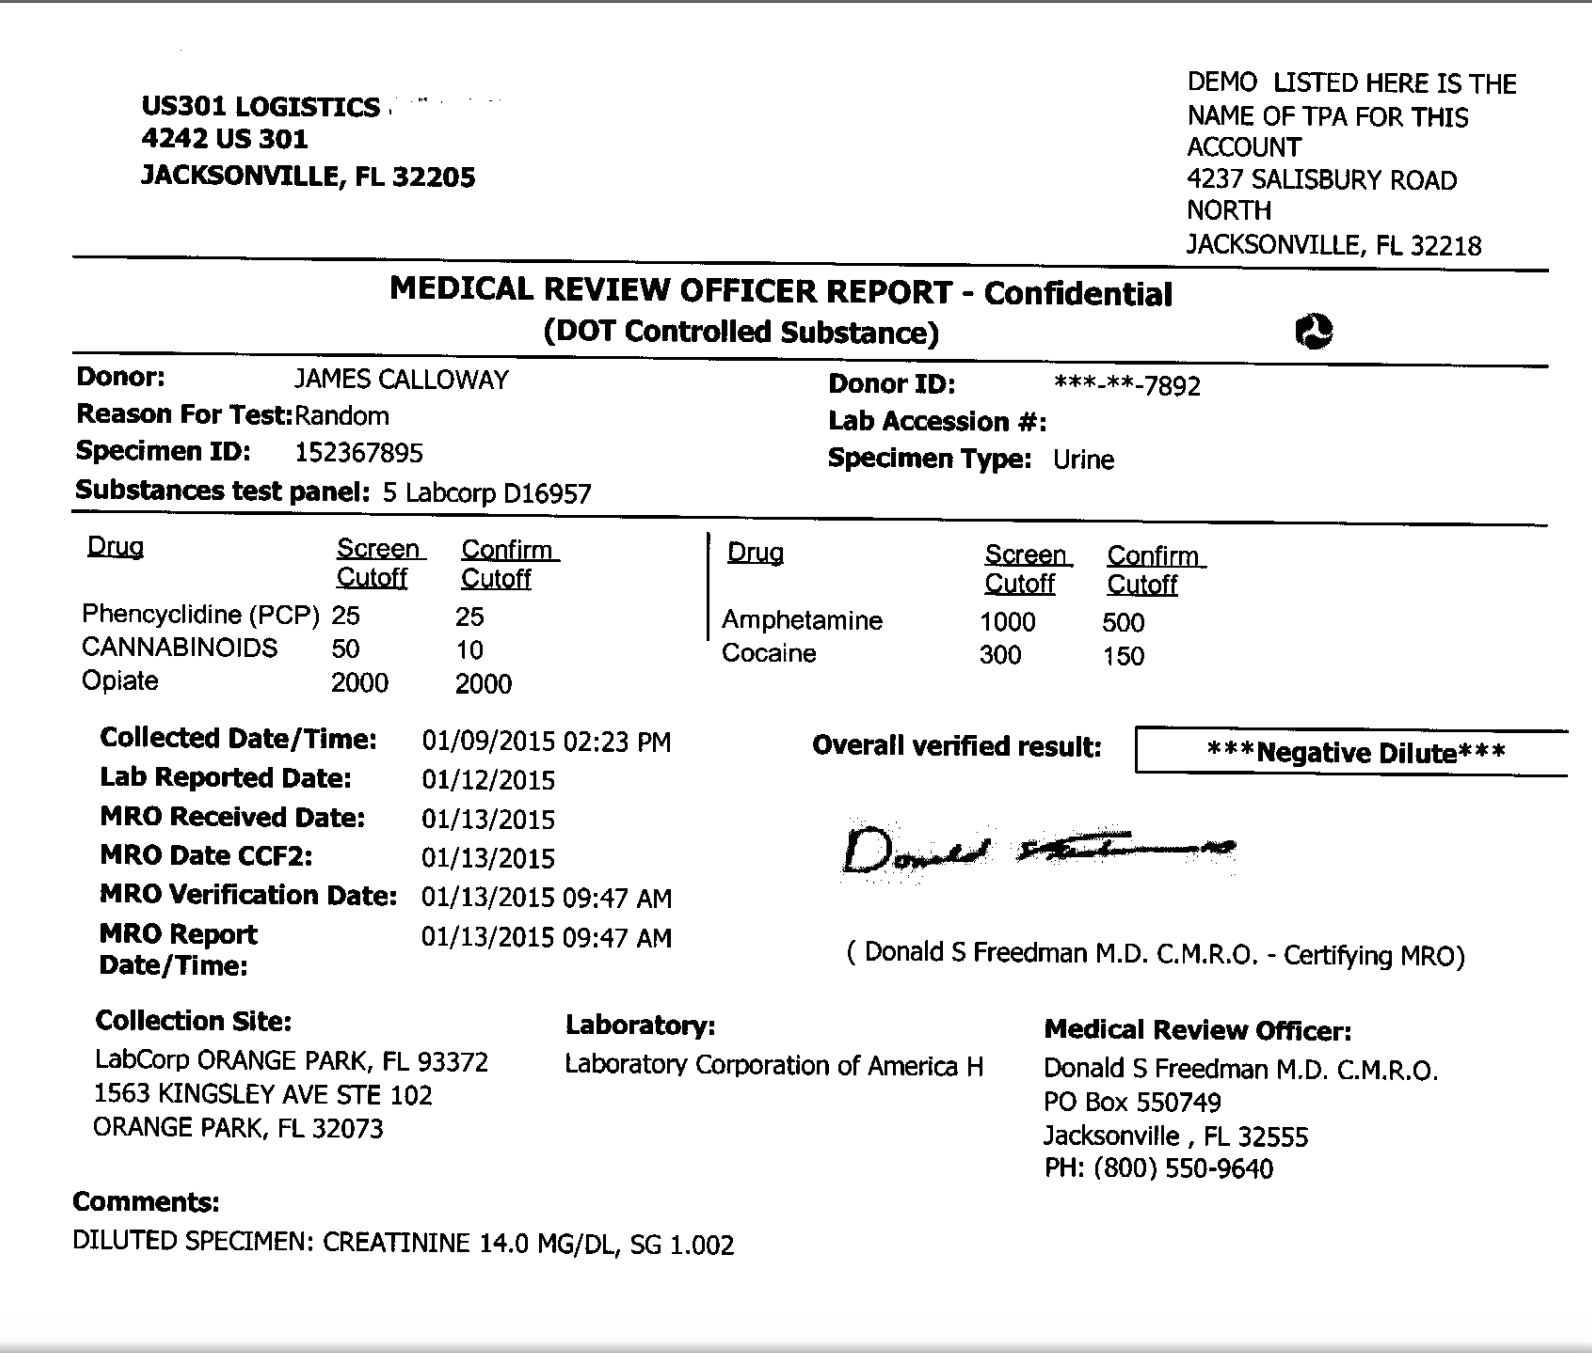 US301 LOGISTICS
4242 US 301
JACKSONVILLE, FL 32205
DEMO LISTED HERE IS THE
NAME OF TPA FOR THIS
ACCOUNT
4237 SALISBURY ROAD
NORTH
JACKSONVILLE, FL 32218
MEDICAL REVIEW OFFICER REPORT - Confidential
(DOT Controlled Substance)
Donor: JAMES CALLOWAY
Reason For Test: Random
Specimen ID: 152367895
Substances test panel: 5 Labcorp D16957
Donor ID: ***-**-7892
Lab Accession #:
Specimen Type: Urine
Drug Screen Cutoff Confirm Cutoff
Phencyclidine (PCP) 25 25
CANNABINOIDS 50 10
Opiate 2000 2000
Drug Screen Cutoff Confirm Cutoff
Amphetamine 1000 500
Cocaine 300 150
Collected Date/Time: 01/09/2015 02:23 PM
Lab Reported Date: 01/12/2015
MRO Received Date: 01/13/2015
MRO Date CCF2: 01/13/2015
MRO Verification Date: 01/13/2015 09:47 AM
MRO Report Date/Time: 01/13/2015 09:47 AM
Overall verified result: ***Negative Dilute***
Donald
( Donald S Freedman M.D. C.M.R.O. - Certifying MRO)
Collection Site:
LabCorp ORANGE PARK, FL 93372
1563 KINGSLEY AVE STE 102
ORANGE PARK, FL 32073
Laboratory:
Laboratory Corporation of America H
Medical Review Officer:
Donald S Freedman M.D. C.M.R.O.
PO Box 550749
Jacksonville , FL 32555
PH: (800) 550-9640
Comments:
DILUTED SPECIMEN: CREATININE 14.0 MG/DL, SG 1.002